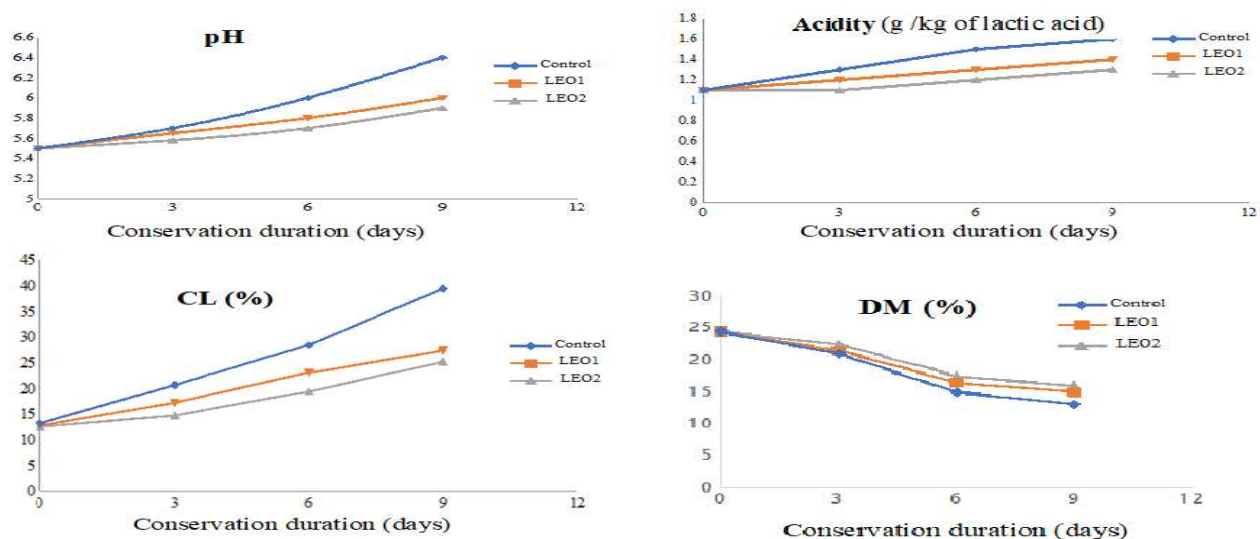 pH
6.6
6.4
6.2
6.0
5.8
5.6
5.4
5.2
5
0 3 6 9 12
Conservation duration (days)
Control
LEO1
LEO2
Acidity (g /kg of lactic acid)
1.8
1.6
1.4
1.2
1
0.8
0.6
0.4
0.2
0
0 3 6 9 12
Conservation duration (days)
Control
LEO1
LEO2
CL (%)
45
40
35
30
25
20
15
10
5
0
0 3 6 9 12
Conservation duration (days)
Control
LEO1
LEO2
DM (%)
30
25
20
15
10
5
0
0 3 6 9 12
Conservation duration (days)
Control
LEO1
LEO2